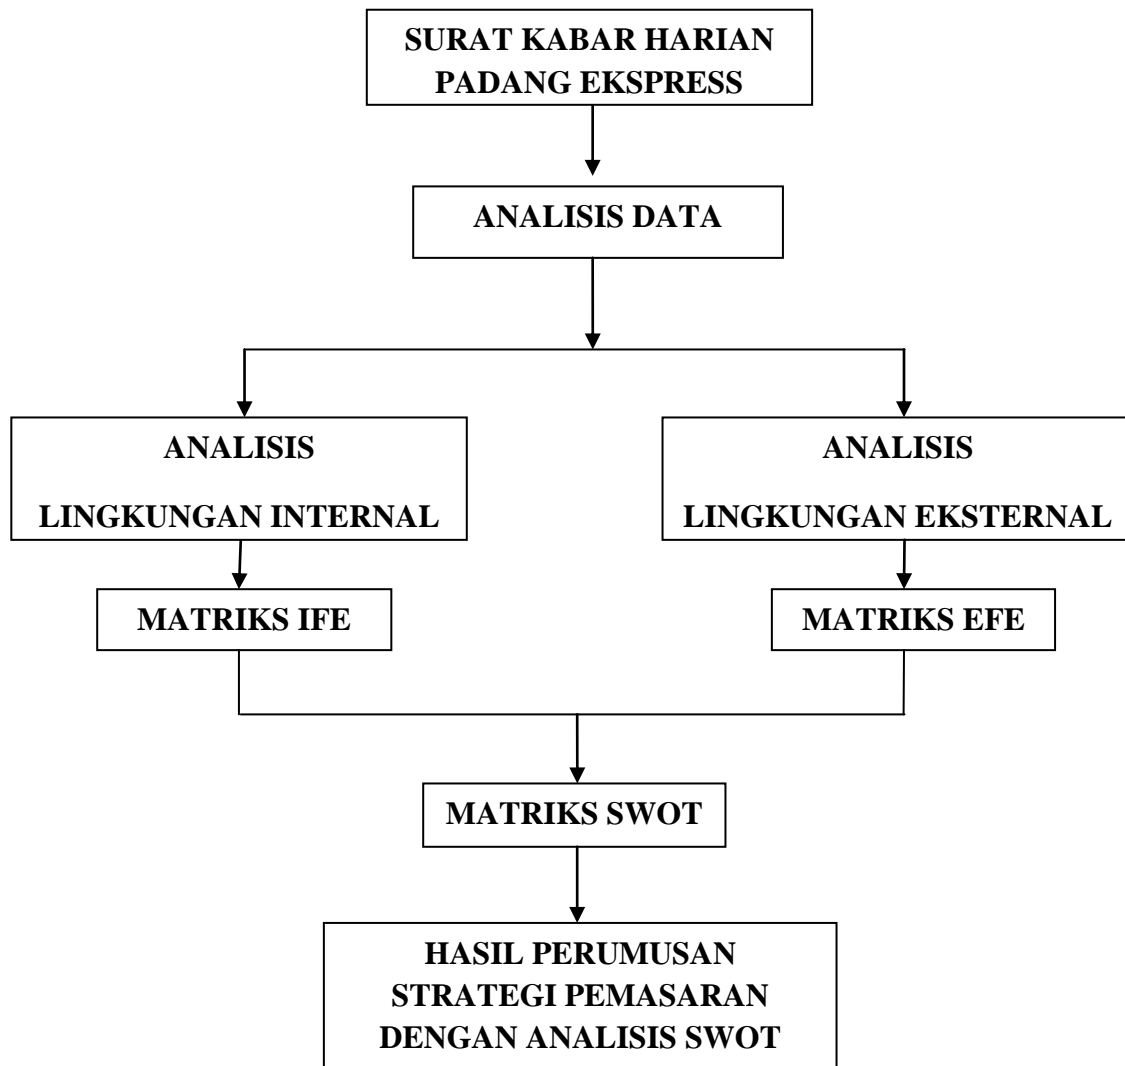 SURAT KABAR HARIAN
PADANG EKSPRESS
ANALISIS DATA
ANALISIS
LINGKUNGAN INTERNAL
ANALISIS
LINGKUNGAN EKSTERNAL
MATRIKS IFE
MATRIKS EFE
MATRIKS SWOT
HASIL PERUMUSAN
STRATEGI PEMASARAN
DENGAN ANALISIS SWOT